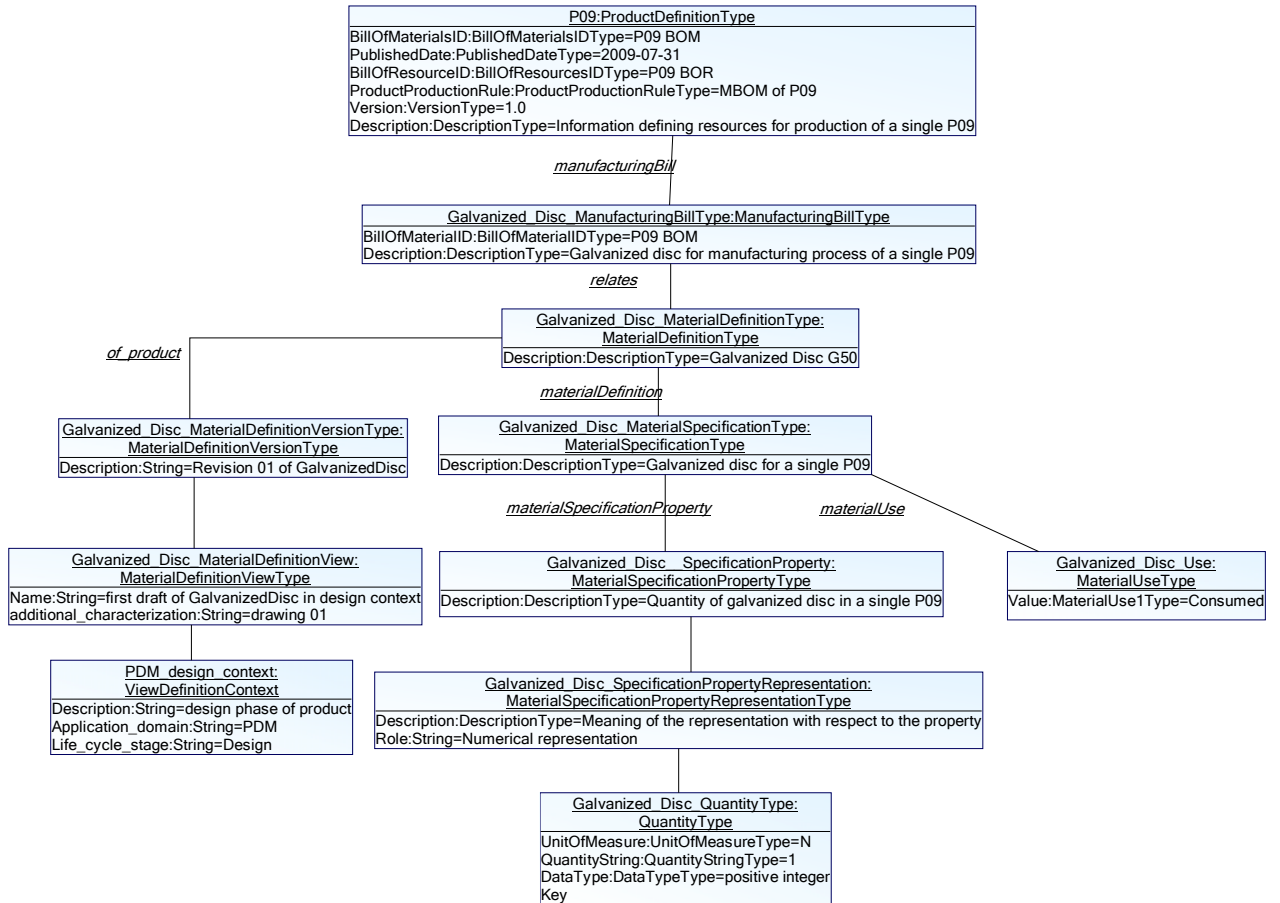 P09:ProductDefinitionType
BillOfMaterialsID:BillOfMaterialsIDType=P09 BOM
PublishedDate:PublishedDateType=2009-07-31
BillOfResourceID:BillOfResourcesIDType=P09 BOR
ProductProductionRule:ProductProductionRuleType=MBOM of P09
Version:VersionType=1.0
Description:DescriptionType=Information defining resources for production of a single P09
manufacturingBill
Galvanized_Disc_ManufacturingBillType:ManufacturingBillType
BillOfMaterialID:BillOfMaterialIDType=P09 BOM
Description:DescriptionType=Galvanized disc for manufacturing process of a single P09
relates
Galvanized_Disc_MaterialDefinitionType:
MaterialDefinitionType
Description:DescriptionType=Galvanized Disc G50
of_product
materialDefinition
Galvanized_Disc_MaterialDefinitionVersionType:
MaterialDefinitionVersionType
Description:String=Revision 01 of GalvanizedDisc
Galvanized_Disc_MaterialSpecificationType:
MaterialSpecificationType
Description:DescriptionType=Galvanized disc for a single P09
materialSpecificationProperty
materialUse
Galvanized_Disc_MaterialDefinitionView:
MaterialDefinitionViewType
Name:String=first draft of GalvanizedDisc in design context
additional_characterization:String=drawing 01
Galvanized_Disc__SpecificationProperty:
MaterialSpecificationPropertyType
Description:DescriptionType=Quantity of galvanized disc in a single P09
Galvanized_Disc_Use:
MaterialUseType
Value:MaterialUse1Type=Consumed
PDM_design_context:
ViewDefinitionContext
Description:String=design phase of product
Application_domain:String=PDM
Life_cycle_stage:String=Design
Galvanized_Disc_SpecificationPropertyRepresentation:
MaterialSpecificationPropertyRepresentationType
Description:DescriptionType=Meaning of the representation with respect to the property
Role:String=Numerical representation
Galvanized_Disc_QuantityType:
QuantityType
UnitOfMeasure:UnitOfMeasureType=N
QuantityString:QuantityStringType=1
DataType:DataTypeType=positive integer
Key